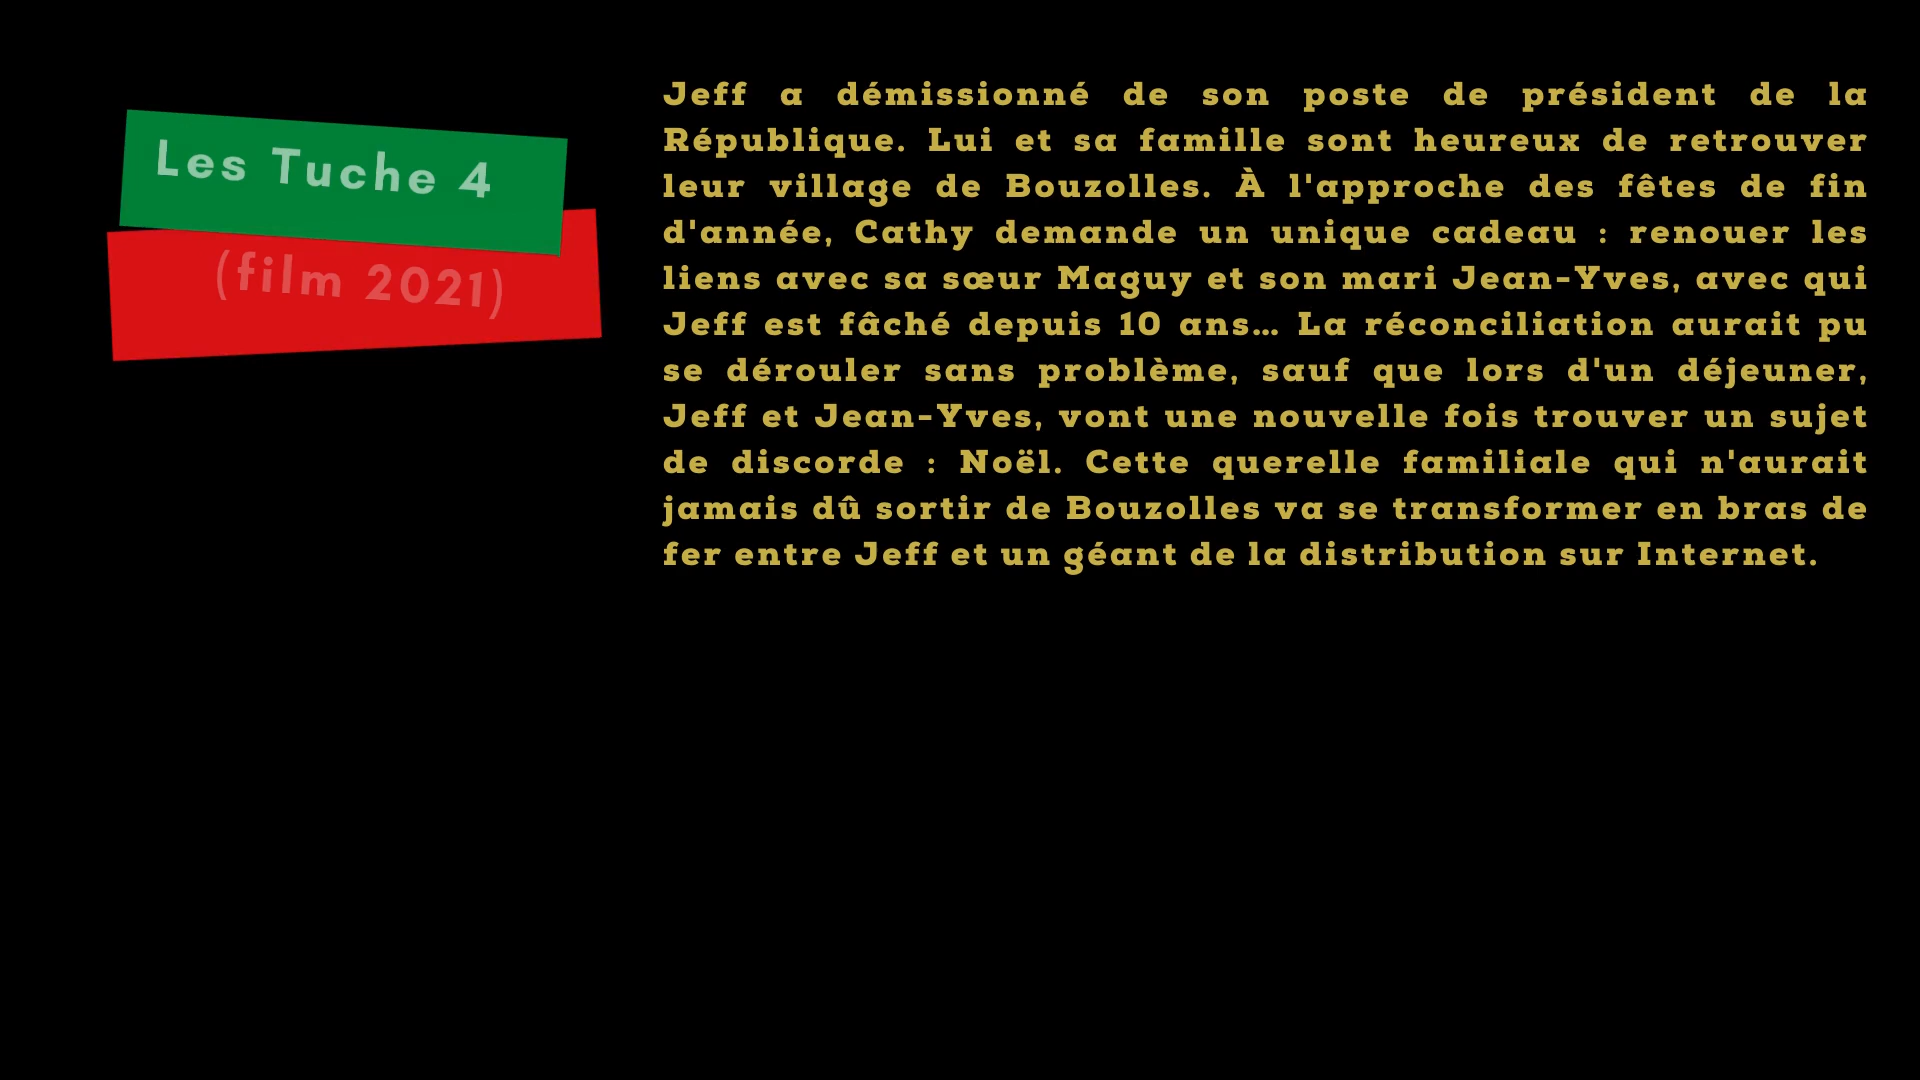 Les Tuche 4
(film 2021)
Jeff a démissionné de son poste de président de la
République. Lui et sa famille sont heureux de retrouver
leur village de Bouzolles. À l'approche des fêtes de fin
d'année, Cathy demande un unique cadeau : renouer les
liens avec sa sœur Maguy et son mari Jean-Yves, avec qui
Jeff est fâché depuis 10 ans… La réconciliation aurait pu
se dérouler sans problème, sauf que lors d'un déjeuner,
Jeff et Jean-Yves, vont une nouvelle fois trouver un sujet
de discorde : Noël. Cette querelle familiale qui n'aurait
jamais dû sortir de Bouzolles va se transformer en bras de
fer entre Jeff et un géant de la distribution sur Internet.